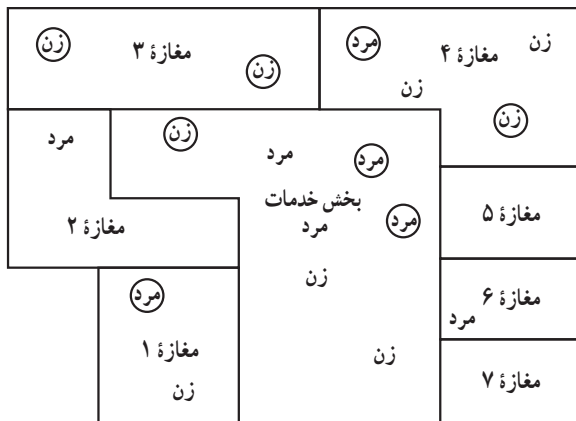 زن
مغازهٔ ۳
زن
مرد
مغازهٔ ۴
زن
زن
زن
مرد
زن
مرد
مرد
بخش خدمات
مرد
مرد
زن
زن
مغازهٔ ۲
مغازهٔ ۵
مغازهٔ ۶
مرد
مغازهٔ ۷
مرد
مغازهٔ ۱
زن